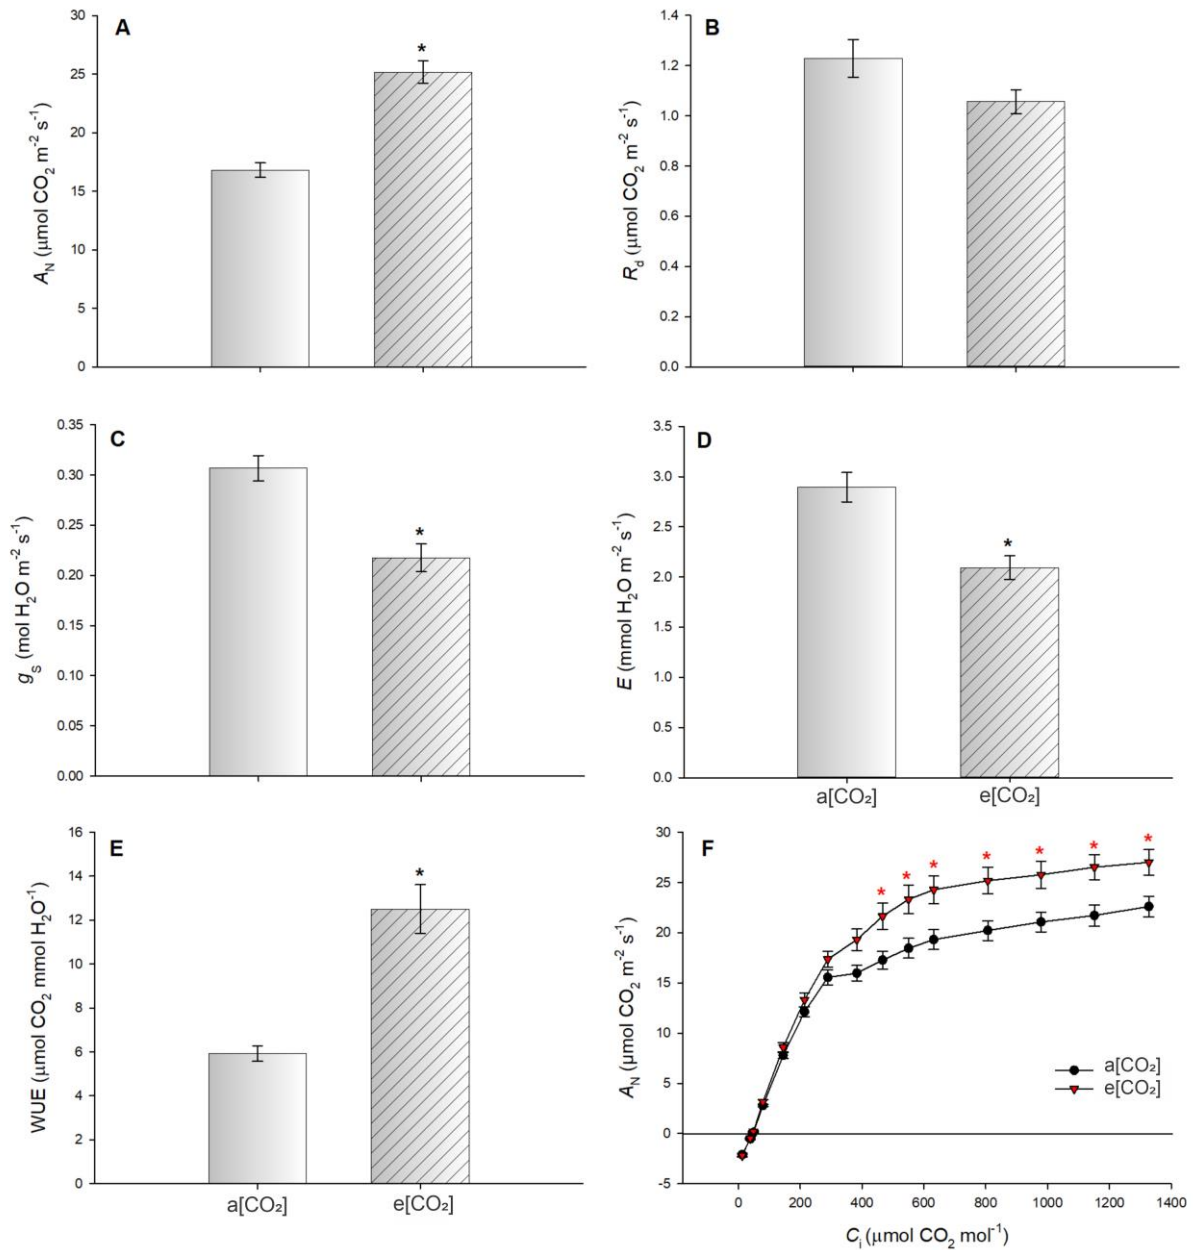 A
A_N (μmol CO₂ m⁻² s⁻¹)
30
25
20
15
10
5
0
*
B
R_d (μmol CO₂ m⁻² s⁻¹)
1.4
1.2
1.0
0.8
0.6
0.4
0.2
0.0
C
g_s (mol H₂O m⁻² s⁻¹)
0.35
0.30
0.25
0.20
0.15
0.10
0.05
0.00
*
D
E (mmol H₂O m⁻² s⁻¹)
3.5
3.0
2.5
2.0
1.5
1.0
0.5
0.0
*
a[CO₂] e[CO₂]
E
WUE (μmol CO₂ mmol H₂O⁻¹)
16
14
12
10
8
6
4
2
0
*
a[CO₂] e[CO₂]
F
A_N (μmol CO₂ m⁻² s⁻¹)
30
25
20
15
10
5
0
-5
* * * * * * *
a[CO₂]
e[CO₂]
0 200 400 600 800 1000 1200 1400
C_i (μmol CO₂ mol⁻¹)